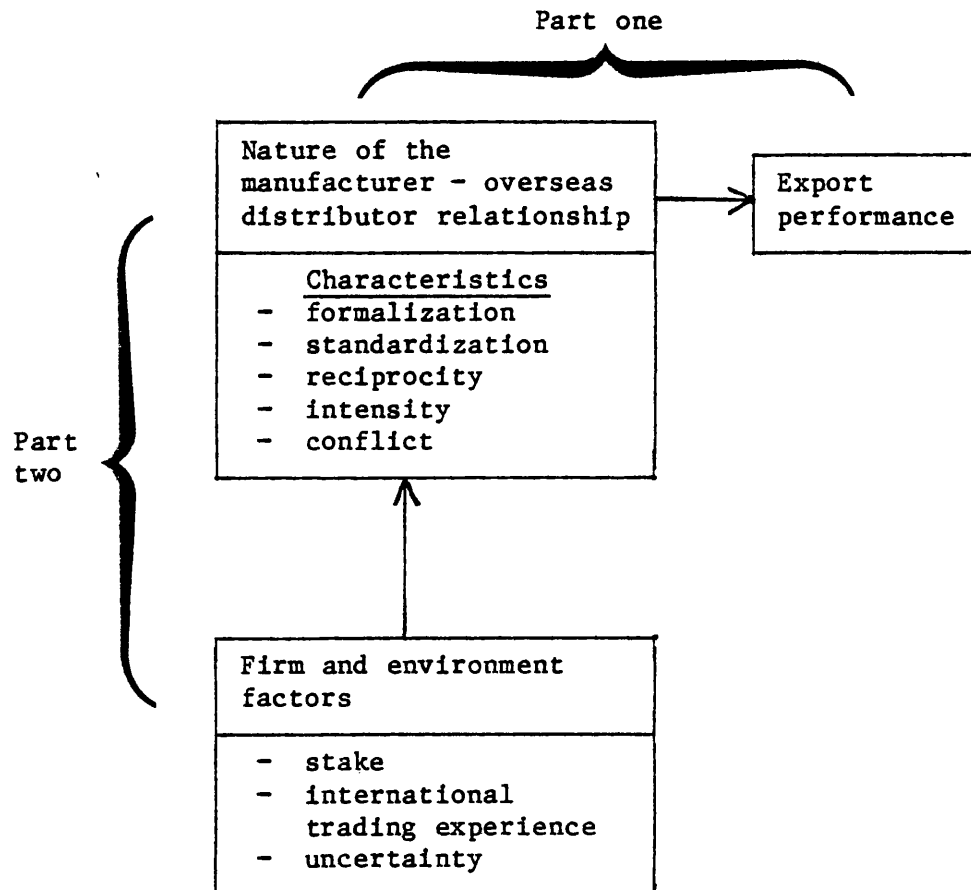 Part one
Nature of the
manufacturer - overseas
distributor relationship
Export
performance
Characteristics
- formalization
- standardization
- reciprocity
- intensity
- conflict
Part
two
Firm and environment
factors
- stake
- international
trading experience
- uncertainty